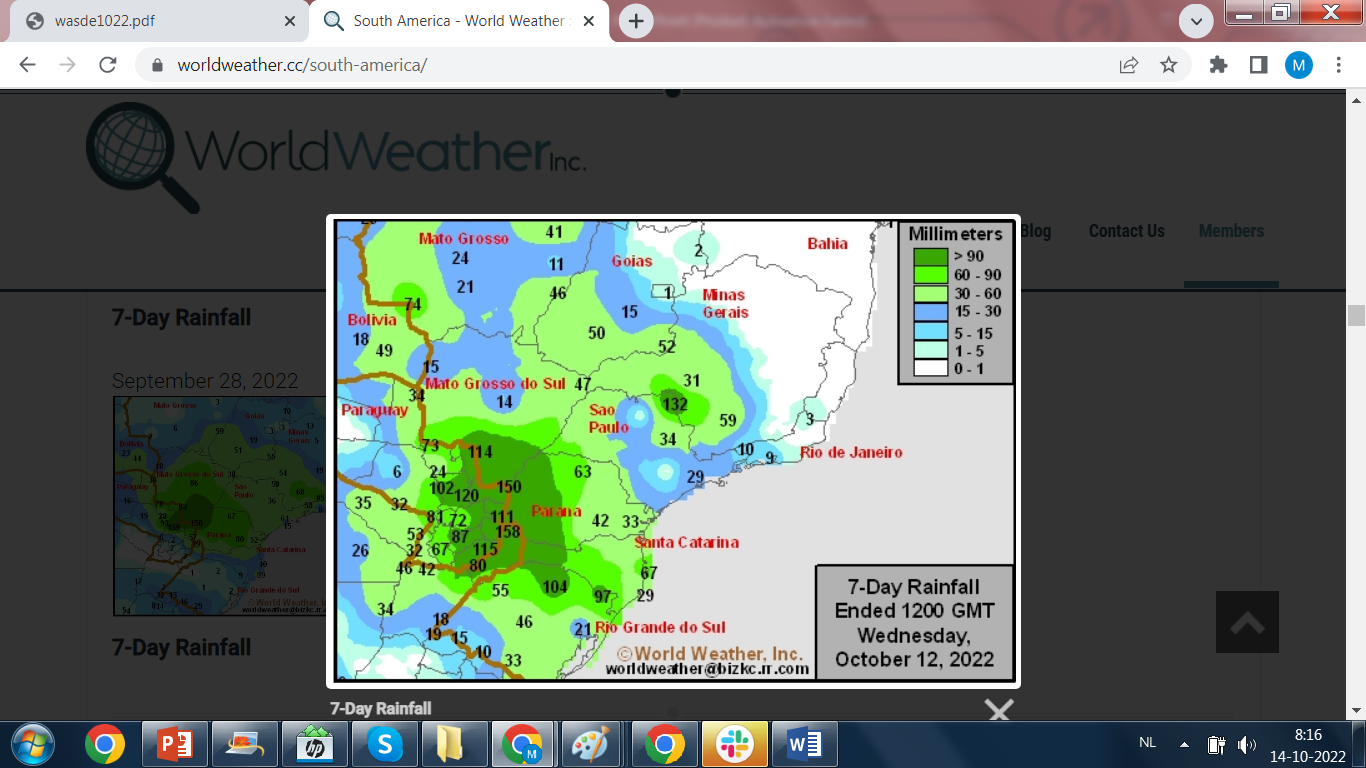 wasde1022.pdf
South America - World Weather
worldweather.cc/south-america/
M
WorldWeather Inc.
Blog
Contact Us
Members
7-Day Rainfall
September 28, 2022
7-Day Rainfall
Mato Grosso
41
24
11
21
46
Goias
2
Bahia
1
Minas
Gerais
15
74
Bolivia
18
49
50
52
15
Mato Grosso do Sul
47
31
34
14
Paraguay
Sao
Paulo
132
59
3
34
10
9
Rio de Janeiro
73
114
6
24
63
29
102
120
150
35
32
81
72
111
Parana
42
33
53
87
158
Santa Catarina
26
32
67
115
46
42
80
67
55
104
97
29
34
18
46
21
Rio Grande do Sul
19
15
10
33
©World Weather, Inc.
worldweather@bizkc.rr.com
Millimeters
> 90
60 - 90
30 - 60
15 - 30
5 - 15
1 - 5
0 - 1
7-Day Rainfall
Ended 1200 GMT
Wednesday,
October 12, 2022
7-Day Rainfall
NL
8:16
14-10-2022